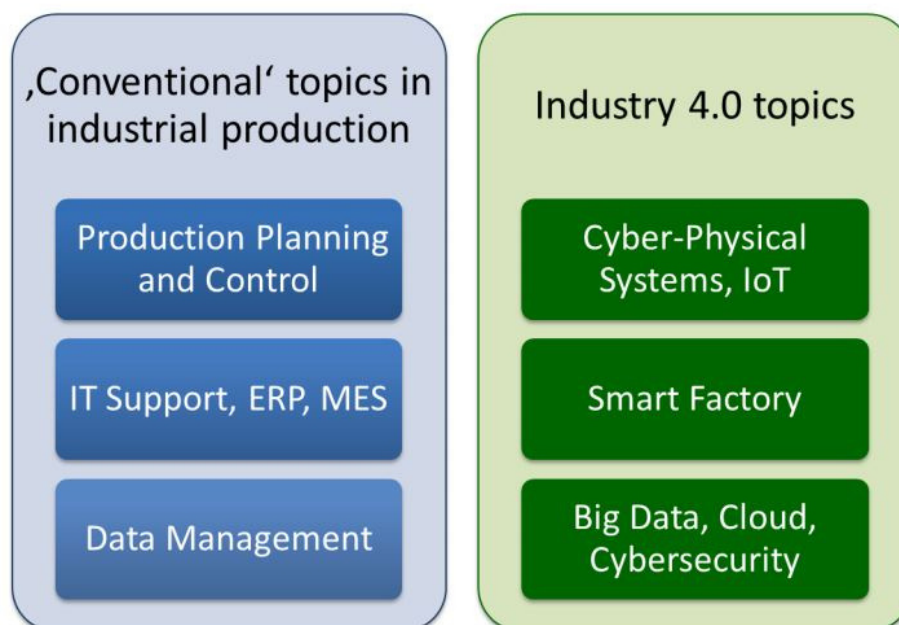 ‚Conventional‘ topics in
industrial production
Production Planning
and Control
IT Support, ERP, MES
Data Management
Industry 4.0 topics
Cyber-Physical
Systems, IoT
Smart Factory
Big Data, Cloud,
Cybersecurity